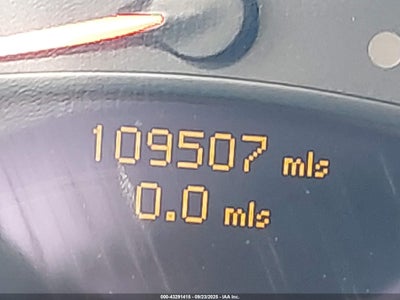 109507 mls
0.0 mls
000-43291415 - 09/23/2025 - IAA Inc.